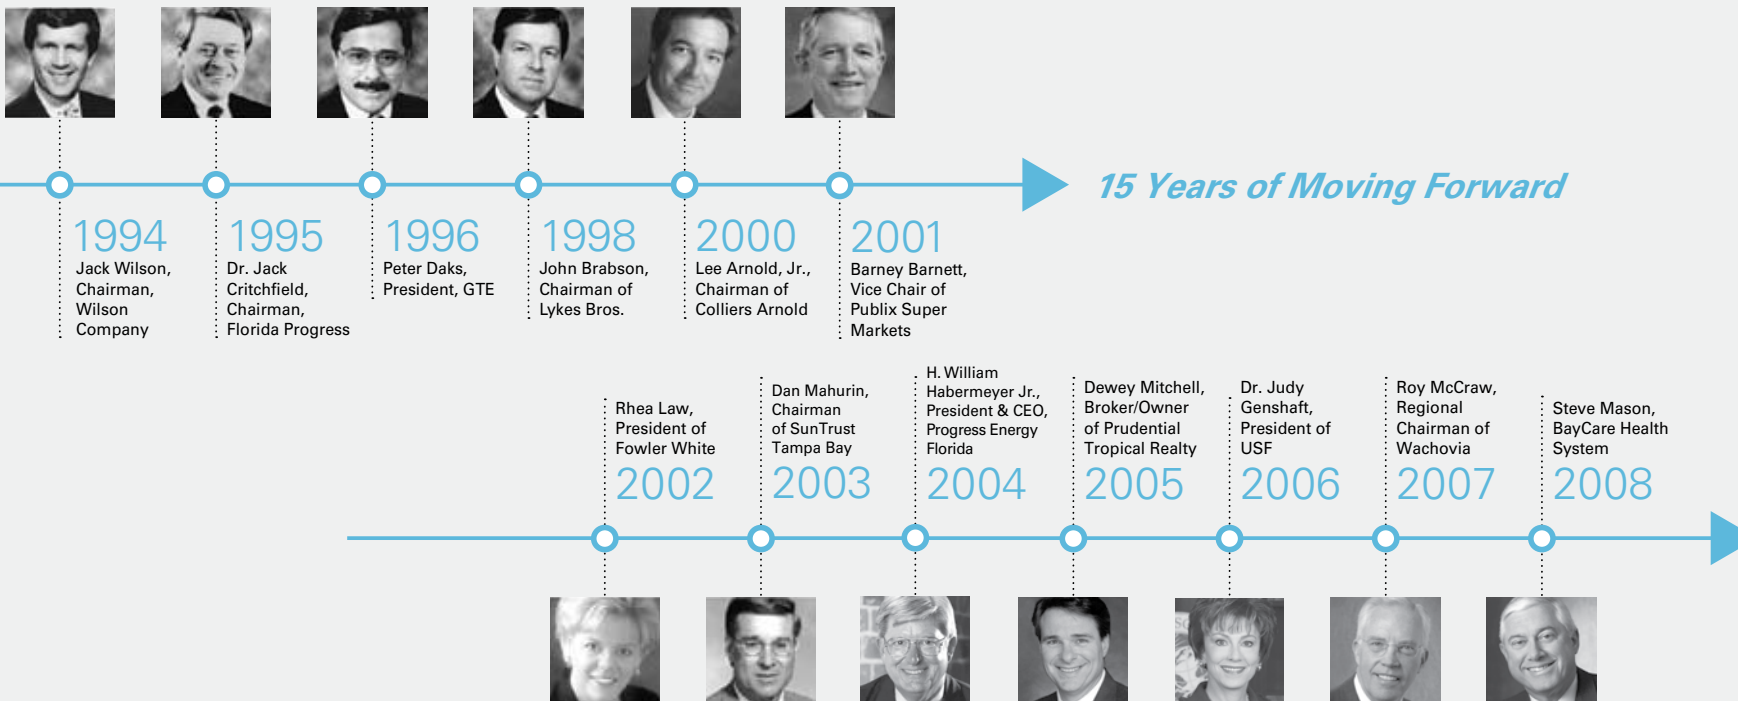 15 Years of Moving Forward
1994
Jack Wilson,
Chairman,
Wilson
Company
1995
Dr. Jack
Critchfield,
Chairman,
Florida Progress
1996
Peter Daks,
President, GTE
1998
John Brabson,
Chairman of
Lykes Bros.
2000
Lee Arnold, Jr.,
Chairman of
Colliers Arnold
2001
Barney Barnett,
Vice Chair of
Publix Super
Markets
Rhea Law,
President of
Fowler White
2002
Dan Mahurin,
Chairman
of SunTrust
Tampa Bay
2003
H. William
Habermeyer Jr.,
President & CEO,
Progress Energy
Florida
2004
Dewey Mitchell,
Broker/Owner
of Prudential
Tropical Realty
2005
Dr. Judy
Genshaft,
President of
USF
2006
Roy McCraw,
Regional
Chairman of
Wachovia
2007
Steve Mason,
BayCare Health
System
2008